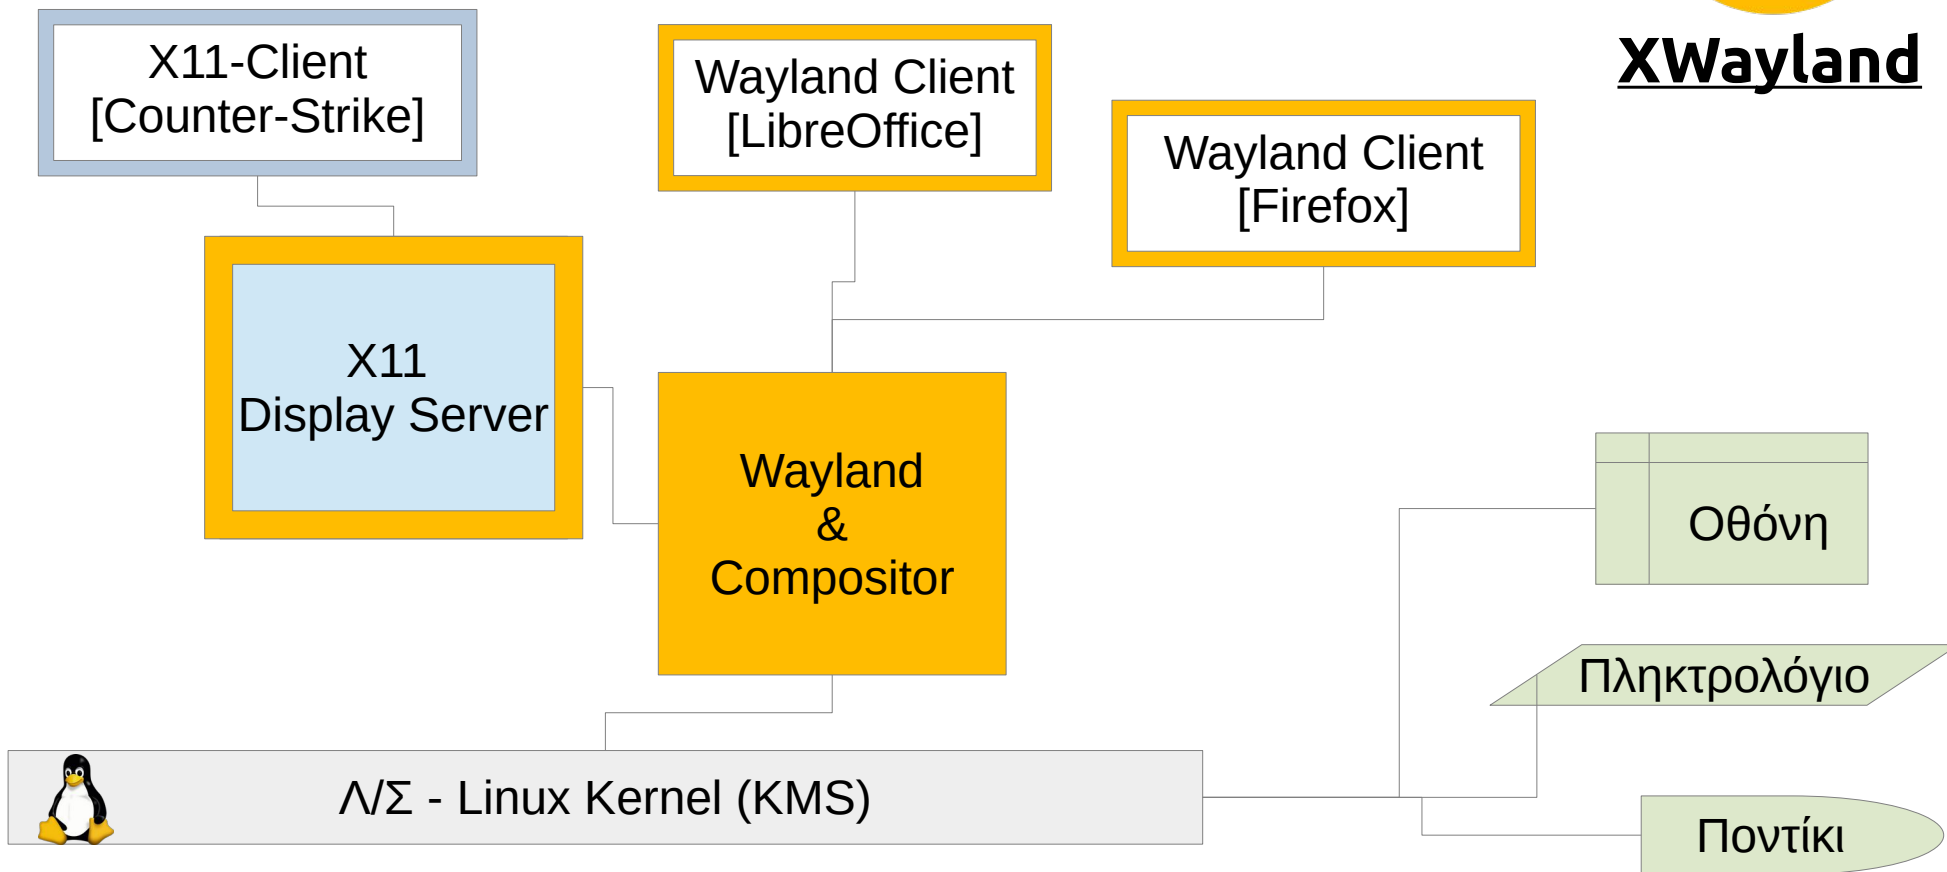 XWayland
X11-Client
[Counter-Strike]
Wayland Client
[LibreOffice]
Wayland Client
[Firefox]
X11
Display Server
Wayland
&
Compositor
Οθόνη
Πληκτρολόγιο
Λ/Σ - Linux Kernel (KMS)
Ποντίκι